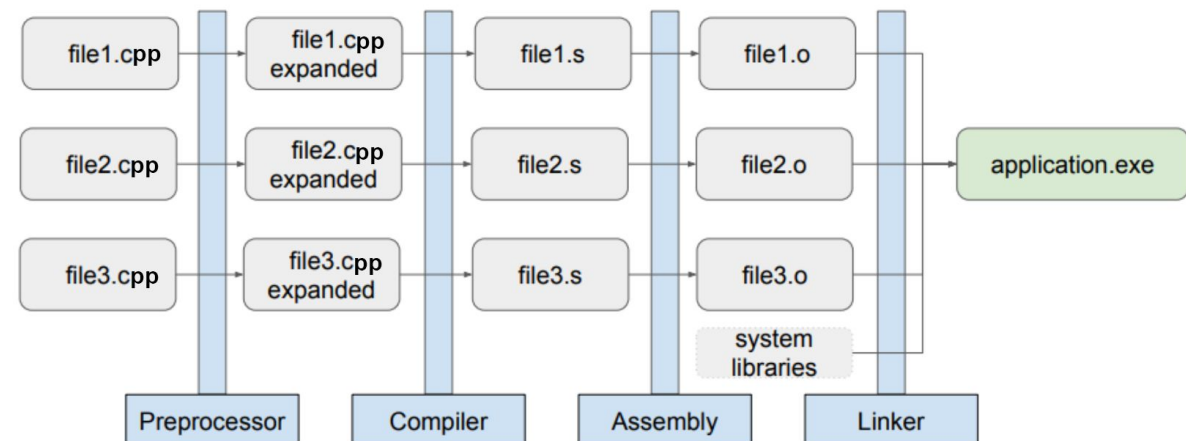 file1.cpp
file1.cpp
expanded
file1.s
file1.o
file2.cpp
file2.cpp
expanded
file2.s
file2.o
application.exe
file3.cpp
file3.cpp
expanded
file3.s
file3.o
system
libraries
Preprocessor
Compiler
Assembly
Linker